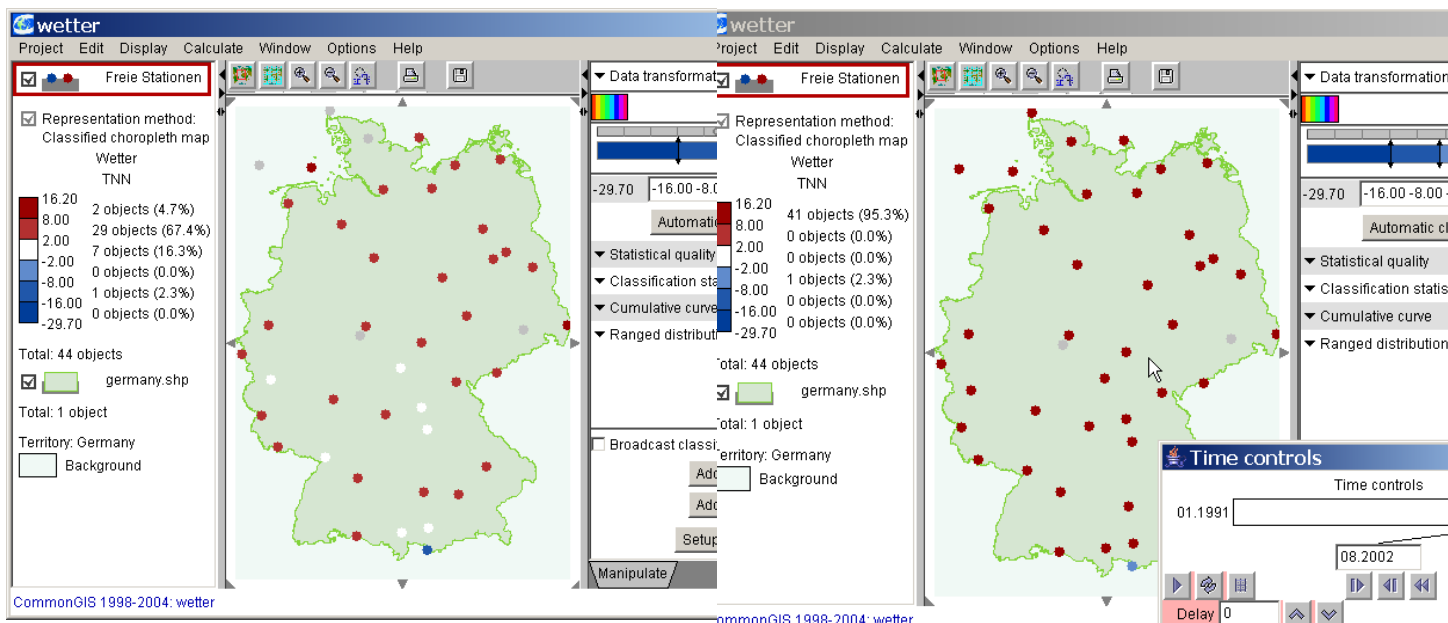 wetter
Project Edit Display Calculate Window Options Help
Freie Stationen
Representation method:
Classified choropleth map
Wetter
TNN
16.20
8.00
2.00
-2.00
-8.00
-16.00
-29.70
2 objects (4.7%)
29 objects (67.4%)
7 objects (16.3%)
0 objects (0.0%)
1 objects (2.3%)
0 objects (0.0%)
Total: 44 objects
germany.shp
Total: 1 object
Territory: Germany
Background
Data transformat
-29.70 -16.00 -8.0
Automatic
Statistical quality
Classification sta
Cumulative curve
Ranged distribut
Broadcast classi
Add
Add
Setup
Manipulate
CommonGIS 1998-2004: wetter
wetter
Project Edit Display Calculate Window Options Help
Freie Stationen
Representation method:
Classified choropleth map
Wetter
TNN
16.20
8.00
2.00
-2.00
-8.00
-16.00
-29.70
41 objects (95.3%)
0 objects (0.0%)
0 objects (0.0%)
1 objects (2.3%)
0 objects (0.0%)
0 objects (0.0%)
Total: 44 objects
germany.shp
Total: 1 object
Territory: Germany
Background
Data transformation
-29.70 -16.00 -8.00
Automatic cl
Statistical quality
Classification statis
Cumulative curve
Ranged distribution
Time controls
Time controls
01.1991
08.2002
Delay 0
ommonGIS 1998-2004: wetter